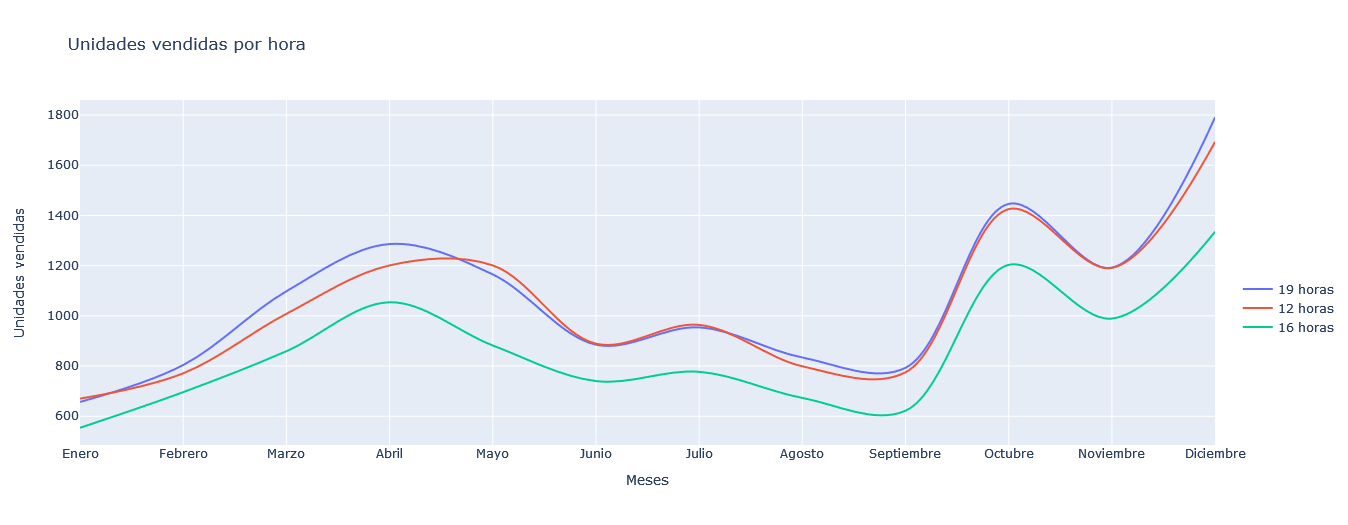 Unidades vendidas por hora
Unidades vendidas
1800
1600
1400
1200
1000
800
600
Enero Febrero Marzo Abril Mayo Junio Julio Agosto Septiembre Octubre Noviembre Diciembre
Meses
19 horas
12 horas
16 horas